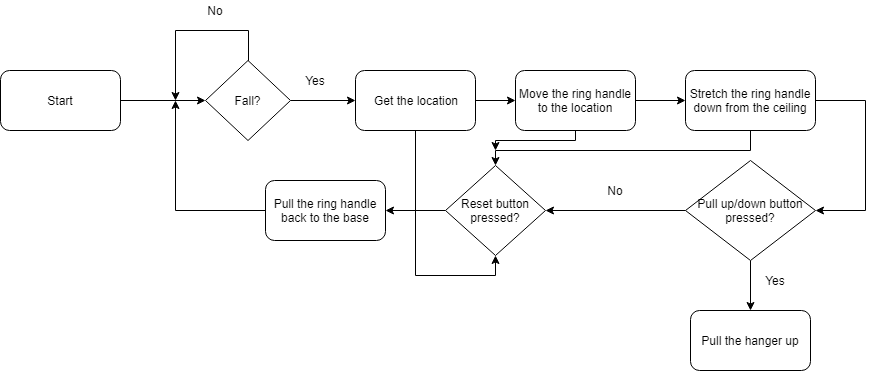 No
Start
Fall?
Yes
Get the location
Move the ring handle
to the location
Stretch the ring handle
down from the ceiling
Pull the ring handle
back to the base
Reset button
pressed?
No
Pull up/down button
pressed?
Yes
Pull the hanger up